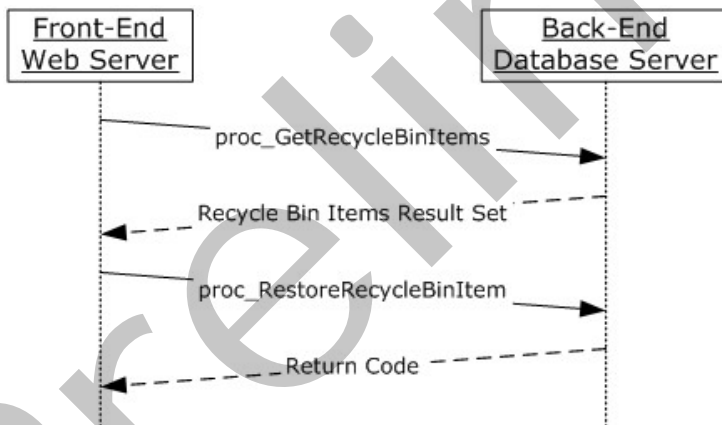 Front-End
Web Server
Back-End
Database Server
proc_GetRecycleBinItems
Recycle Bin Items Result Set
proc_RestoreRecycleBinItem
Return Code